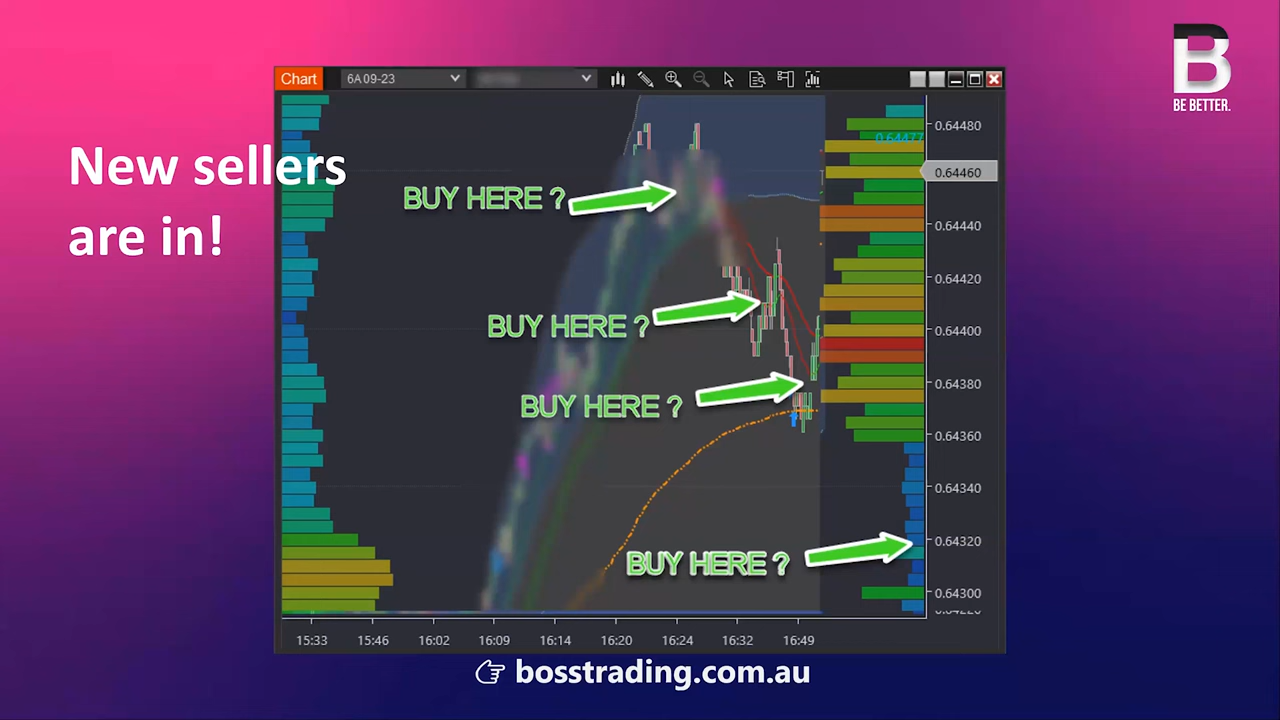 B
BE BETTER.
Chart
6A 09-23
New sellers
are in!
BUY HERE ?
BUY HERE ?
BUY HERE ?
BUY HERE ?
0.64480
0.64477
0.64460
0.64440
0.64420
0.64400
0.64380
0.64360
0.64340
0.64320
0.64300
15:33 15:46 16:02 16:09 16:14 16:20 16:24 16:32 16:49
bosstrading.com.au